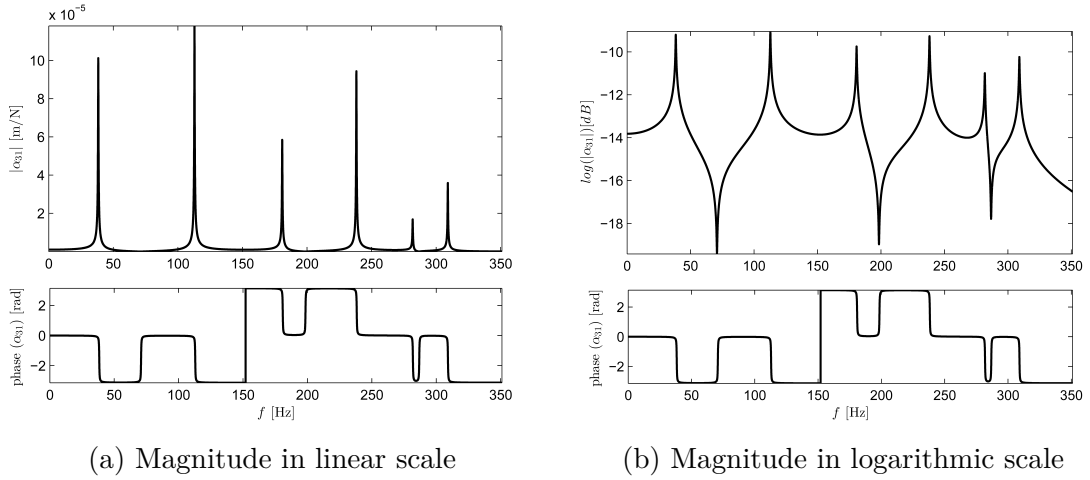 x 10⁻⁵
10
8
6
4
2
|α₃₁| [m/N]
0 50 100 150 200 250 300 350
2
0
−2
phase (α₃₁) [rad]
0 50 100 150 200 250 300 350
f [Hz]
(a) Magnitude in linear scale
−10
−12
−14
−16
−18
log(|α₃₁|)[dB]
0 50 100 150 200 250 300 350
2
0
−2
phase (α₃₁) [rad]
0 50 100 150 200 250 300 350
f [Hz]
(b) Magnitude in logarithmic scale